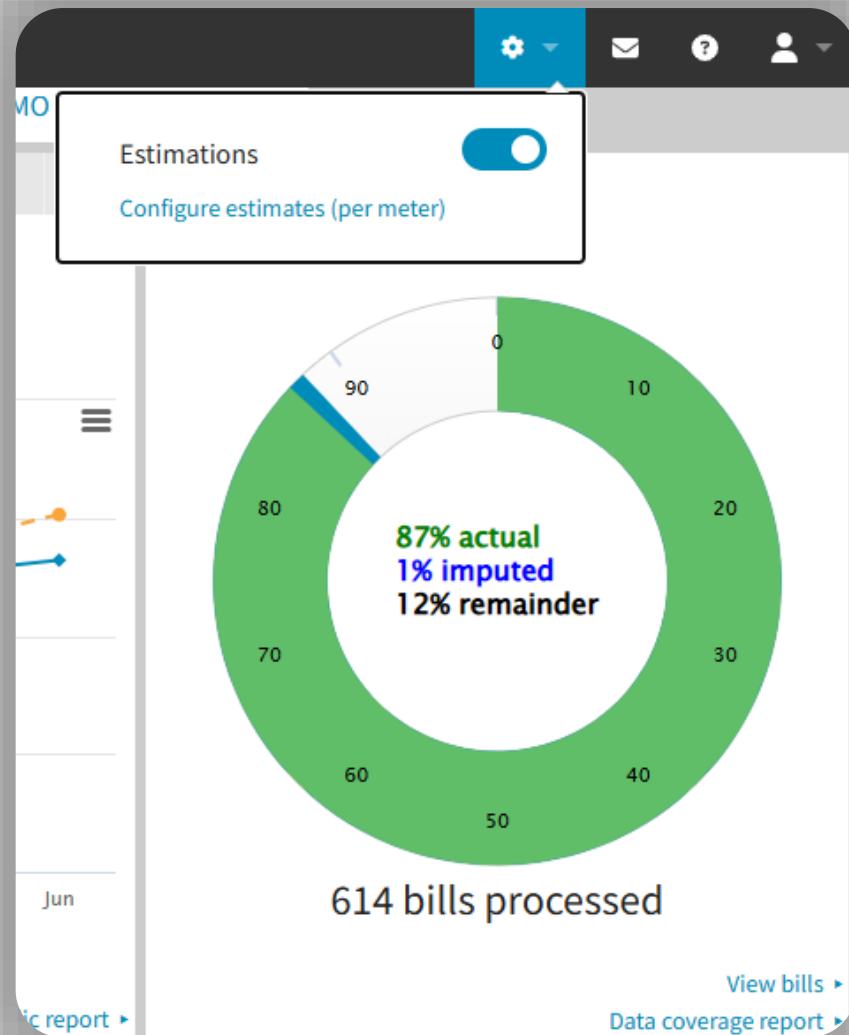 MO
Estimations
Configure estimates (per meter)
0
10
20
30
40
50
60
70
80
90
87% actual
1% imputed
12% remainder
Jun
614 bills processed
View bills
ic report
Data coverage report